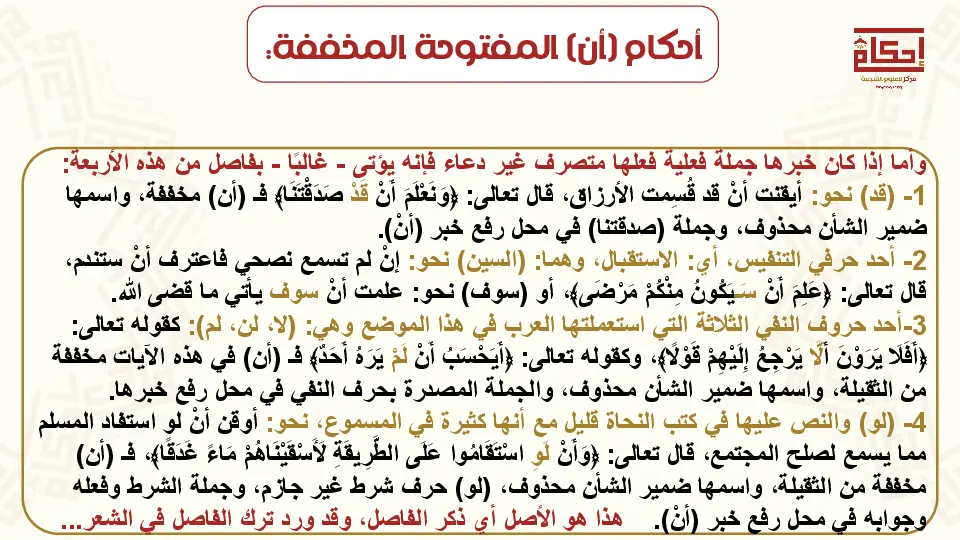 أحكام (أن) المفتوحة المخففة:
إحكام
مركز للعلوم الشرعية
وأما إذا كان خبرها جملة فعلية فعلها متصرف غير دعاء فإنه يؤتى - غالبًا - بفاصل من هذه الأربعة:
1- (قد) نحو: أيقنت أنْ قد قُسِمت الأرزاق، قال تعالى: ﴿وَنَعْلَمَ أَنْ قَدْ صَدَقْتَنَا﴾ فـ (أن) مخففة، واسمها
ضمير الشأن محذوف، وجملة (صدقتنا) في محل رفع خبر (أنْ).
2- أحد حرفي التنفيس، أي: الاستقبال، وهما: (السين) نحو: إنْ لم تسمع نصحي فاعترف أنْ ستندم،
قال تعالى: ﴿عَلِمَ أَنْ سَيَكُونُ مِنْكُمْ مَرْضَى﴾، أو (سوف) نحو: علمت أنْ سوف يأتي ما قضى الله.
3-أحد حروف النفي الثلاثة التي استعملتها العرب في هذا الموضع وهي: (لا، لن، لم): كقوله تعالى:
﴿أَفَلَا يَرَوْنَ أَلَّا يَرْجِعُ إِلَيْهِمْ قَوْلًا﴾، وكقوله تعالى: ﴿أَيَحْسَبُ أَنْ لَمْ يَرَهُ أَحَدٌ﴾ فـ (أن) في هذه الآيات مخففة
من الثقيلة، واسمها ضمير الشأن محذوف، والجملة المصدرة بحرف النفي في محل رفع خبرها.
4- (لو) والنص عليها في كتب النحاة قليل مع أنها كثيرة في المسموع، نحو: أوقن أنْ لو استفاد المسلم
مما يسمع لصلح المجتمع، قال تعالى: ﴿وَأَنْ لَوِ اسْتَقَامُوا عَلَى الطَّرِيقَةِ لَأَسْقَيْنَاهُمْ مَاءً غَدَقًا﴾، فـ (أن)
مخففة من الثقيلة، واسمها ضمير الشأن محذوف، (لو) حرف شرط غير جازم، وجملة الشرط وفعله
وجوابه في محل رفع خبر (أنْ). هذا هو الأصل أي ذكر الفاصل، وقد ورد ترك الفاصل في الشعر...